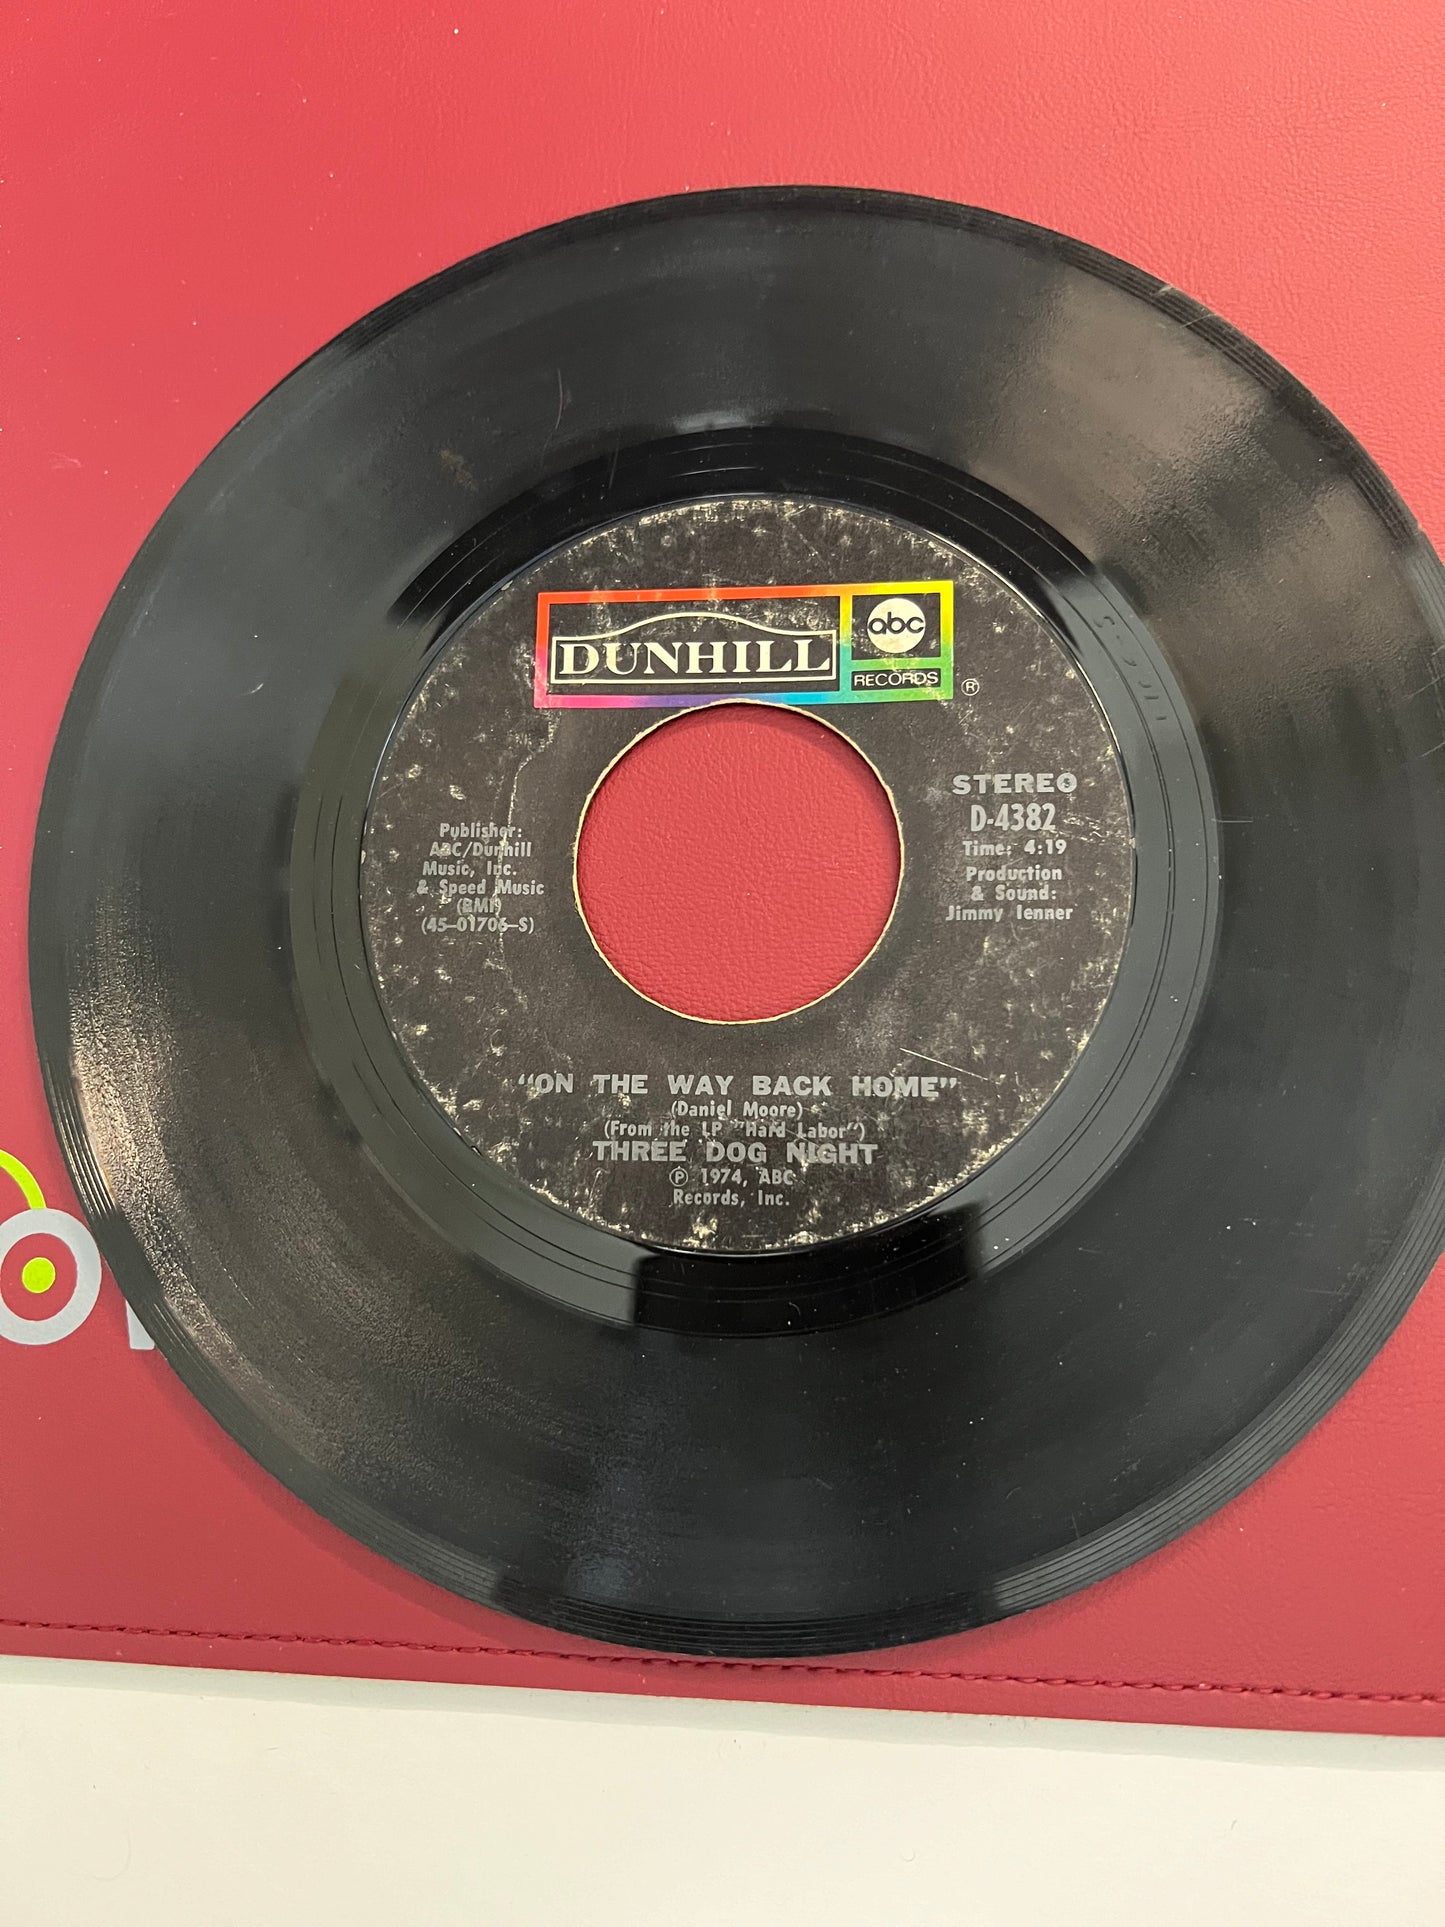 DUNHILL
abc
RECORDS
®
STEREO
D-4382
Time: 4:19
Production
& Sound:
Jimmy Ienner
Publisher:
ABC/Dunhill
Music, Inc.
& Speed Music
(BMI)
(45-01706-S)
"ON THE WAY BACK HOME"
(Daniel Moore)
(From the LP "Hard Labor")
THREE DOG NIGHT
℗ 1974, ABC
Records, Inc.